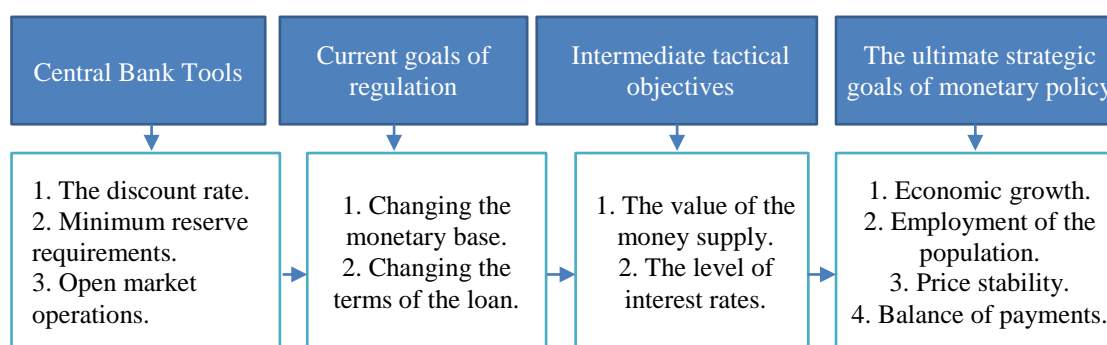 Central Bank Tools
Current goals of
regulation
Intermediate tactical
objectives
The ultimate strategic
goals of monetary policy
1. The discount rate.
2. Minimum reserve
requirements.
3. Open market
operations.
1. Changing the
monetary base.
2. Changing the
terms of the loan.
1. The value of the
money supply.
2. The level of
interest rates.
1. Economic growth.
2. Employment of the
population.
3. Price stability.
4. Balance of payments.